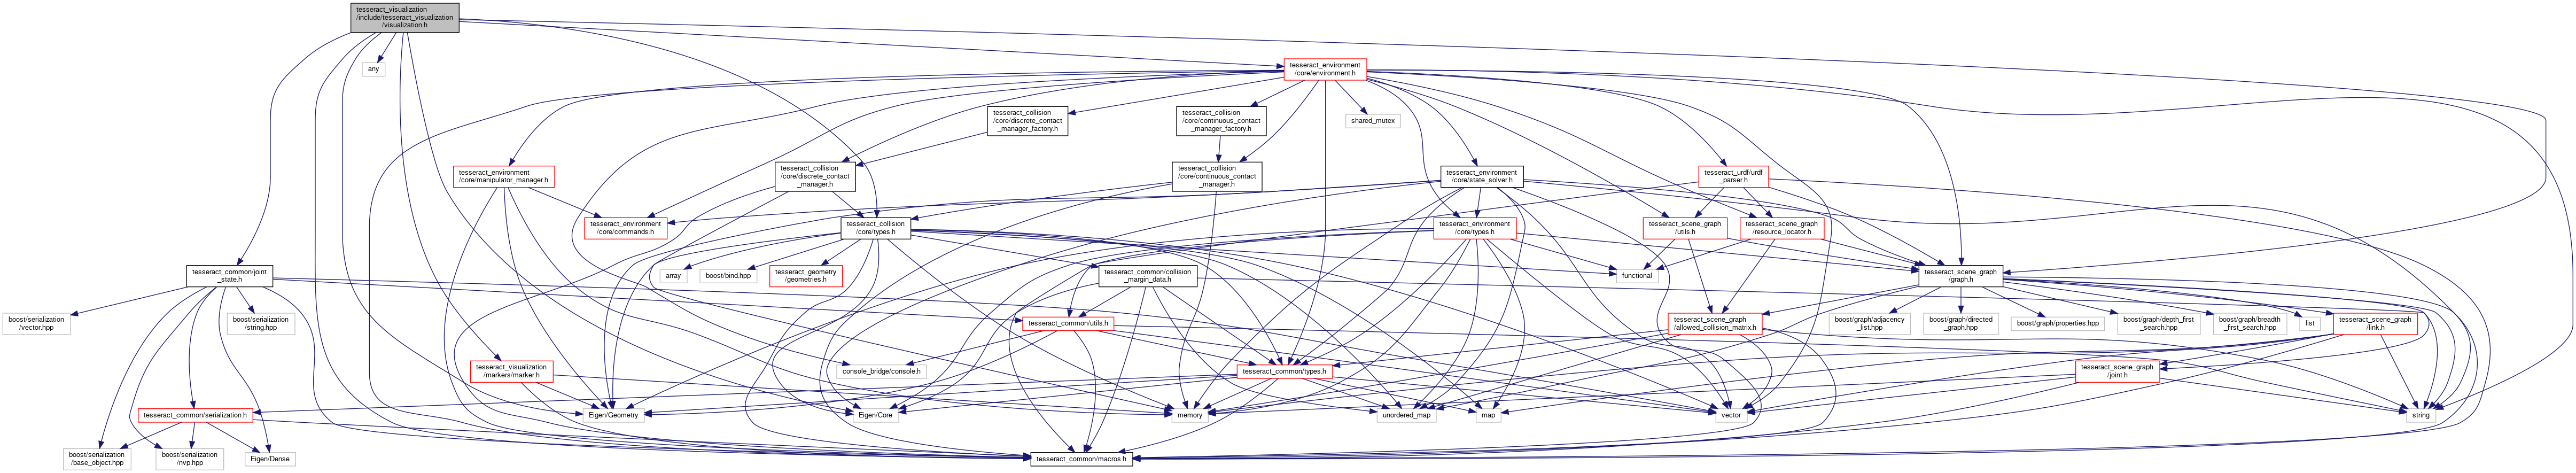 tesseract_visualization
/include/tesseract_visualization
/visualization.h
any
tesseract_environment
/core/environment.h
tesseract_collision
/core/discrete_contact
_manager_factory.h
tesseract_collision
/core/continuous_contact
_manager_factory.h
shared_mutex
tesseract_environment
/core/manipulator_manager.h
tesseract_collision
/core/discrete_contact
_manager.h
tesseract_collision
/core/continuous_contact
_manager.h
tesseract_environment
/core/state_solver.h
tesseract_urdf/urdf
_parser.h
tesseract_environment
/core/commands.h
tesseract_collision
/core/types.h
tesseract_environment
/core/types.h
tesseract_scene_graph
/utils.h
tesseract_scene_graph
/resource_locator.h
tesseract_common/joint
_state.h
array
boost/bind.hpp
tesseract_geometry
/geometries.h
tesseract_common/collision
_margin_data.h
functional
tesseract_scene_graph
/graph.h
boost/serialization
/vector.hpp
boost/serialization
/string.hpp
tesseract_common/utils.h
tesseract_scene_graph
/allowed_collision_matrix.h
boost/graph/adjacency
_list.hpp
boost/graph/directed
_graph.hpp
boost/graph/properties.hpp
boost/graph/depth_first
_search.hpp
boost/graph/breadth
_first_search.hpp
list
tesseract_scene_graph
/link.h
tesseract_visualization
/markers/marker.h
console_bridge/console.h
tesseract_common/types.h
tesseract_scene_graph
/joint.h
tesseract_common/serialization.h
Eigen/Geometry
Eigen/Core
memory
unordered_map
map
vector
string
boost/serialization
/base_object.hpp
boost/serialization
/nvp.hpp
Eigen/Dense
tesseract_common/macros.h